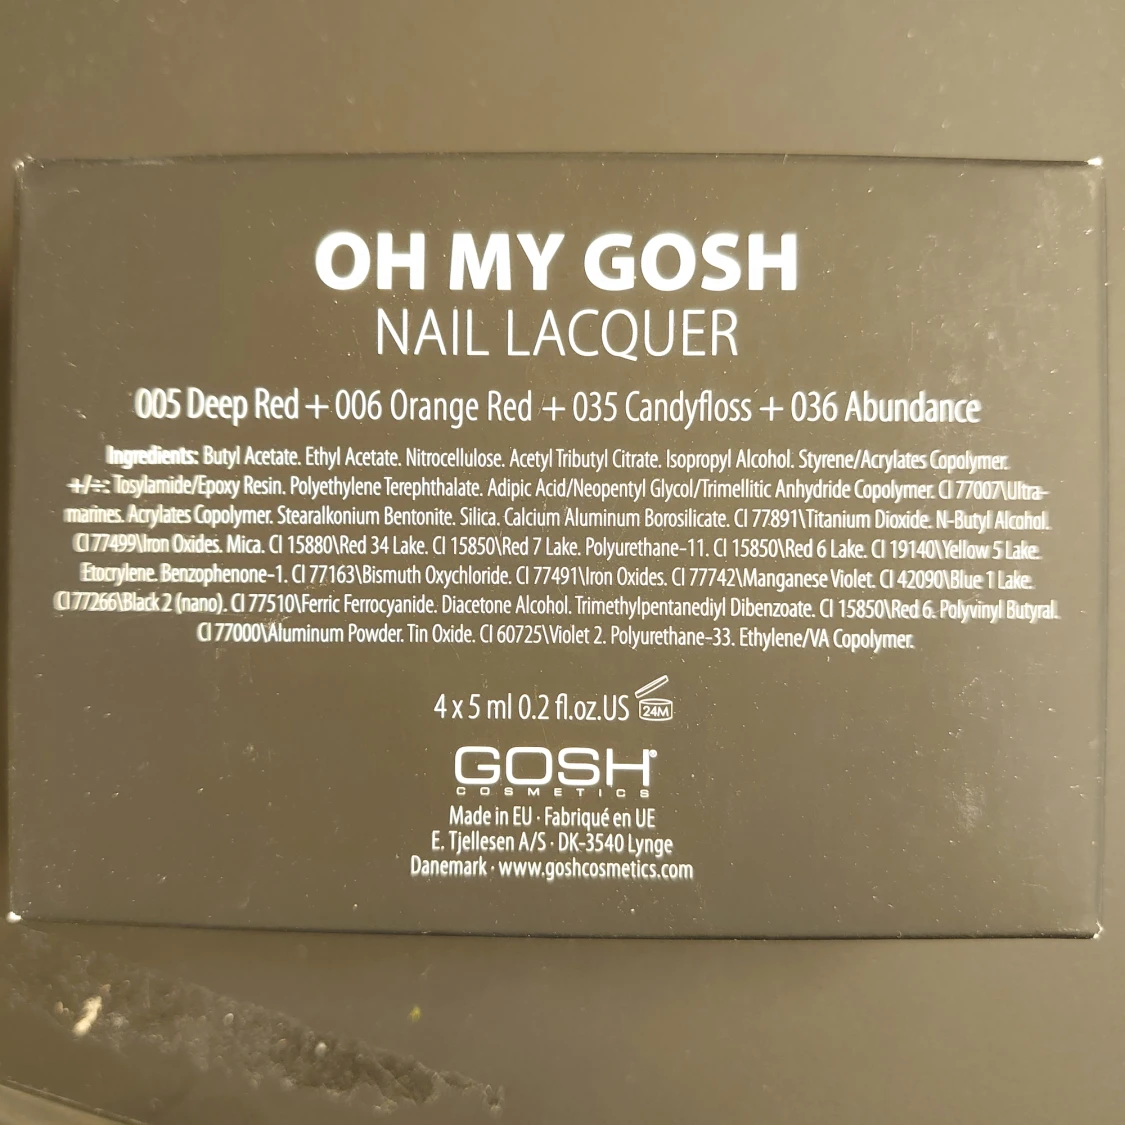 OH MY GOSH
NAIL LACQUER
005 Deep Red + 006 Orange Red + 035 Candyfloss + 036 Abundance
Ingredients: Butyl Acetate. Ethyl Acetate. Nitrocellulose. Acetyl Tributyl Citrate. Isopropyl Alcohol. Styrene/Acrylates Copolymer.
+/-: Tosylamide/Epoxy Resin. Polyethylene Terephthalate. Adipic Acid/Neopentyl Glycol/Trimellitic Anhydride Copolymer. CI 77007\Ultra-
marines. Acrylates Copolymer. Stearalkonium Bentonite. Silica. Calcium Aluminum Borosilicate. CI 77891\Titanium Dioxide. N-Butyl Alcohol.
CI 77499\Iron Oxides. Mica. CI 15880\Red 34 Lake. CI 15850\Red 7 Lake. Polyurethane-11. CI 15850\Red 6 Lake. CI 19140\Yellow 5 Lake.
Etocrylene. Benzophenone-1. CI 77163\Bismuth Oxychloride. CI 77491\Iron Oxides. CI 77742\Manganese Violet. CI 42090\Blue 1 Lake.
CI 77266\Black 2 (nano). CI 77510\Ferric Ferrocyanide. Diacetone Alcohol. Trimethylpentanediyl Dibenzoate. CI 15850\Red 6. Polyvinyl Butyral.
CI 77000\Aluminum Powder. Tin Oxide. CI 60725\Violet 2. Polyurethane-33. Ethylene/VA Copolymer.
4 x 5 ml 0.2 fl.oz.US 24M
GOSH®
COSMETICS
Made in EU · Fabriqué en UE
E. Tjellesen A/S · DK-3540 Lynge
Danemark · www.goshcosmetics.com